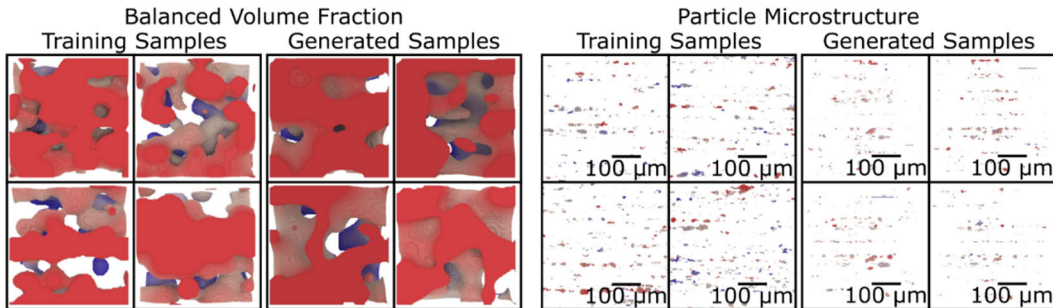 Balanced Volume Fraction
Training Samples
Generated Samples
Particle Microstructure
Training Samples
Generated Samples
100 µm
100 µm
100 µm
100 µm
100 µm
100 µm
100 µm
100 µm